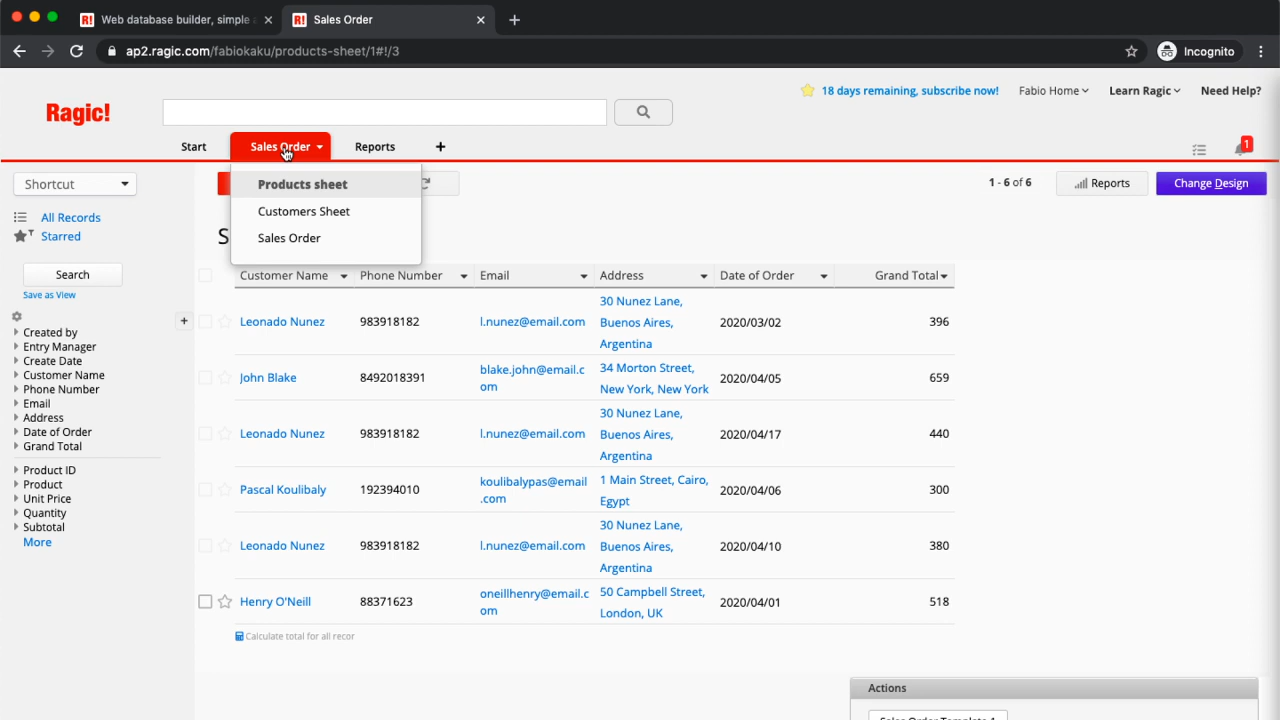 Web database builder, simple
Sales Order
ap2.ragic.com/fabiokaku/products-sheet/1#!/3
Incognito
18 days remaining, subscribe now!
Fabio Home
Learn Ragic
Need Help?
Ragic!
Start
Sales Order
Reports
1
Shortcut
Products sheet
Customers Sheet
Sales Order
1 - 6 of 6
Reports
Change Design
All Records
Starred
Search
Save as View
Created by
Entry Manager
Create Date
Customer Name
Phone Number
Email
Address
Date of Order
Grand Total
Product ID
Product
Unit Price
Quantity
Subtotal
More
S
Customer Name Phone Number Email Address Date of Order Grand Total
Leonado Nunez 983918182 l.nunez@email.com 30 Nunez Lane,
Buenos Aires,
Argentina 2020/03/02 396
John Blake 8492018391 blake.john@email.c
om 34 Morton Street,
New York, New York 2020/04/05 659
Leonado Nunez 983918182 l.nunez@email.com 30 Nunez Lane,
Buenos Aires,
Argentina 2020/04/17 440
Pascal Koulibaly 192394010 koulibalypas@email
.com 1 Main Street, Cairo,
Egypt 2020/04/06 300
Leonado Nunez 983918182 l.nunez@email.com 30 Nunez Lane,
Buenos Aires,
Argentina 2020/04/10 380
Henry O'Neill 88371623 oneillhenry@email.c
om 50 Campbell Street,
London, UK 2020/04/01 518
Calculate total for all recor
Actions
Sales Order Template 1